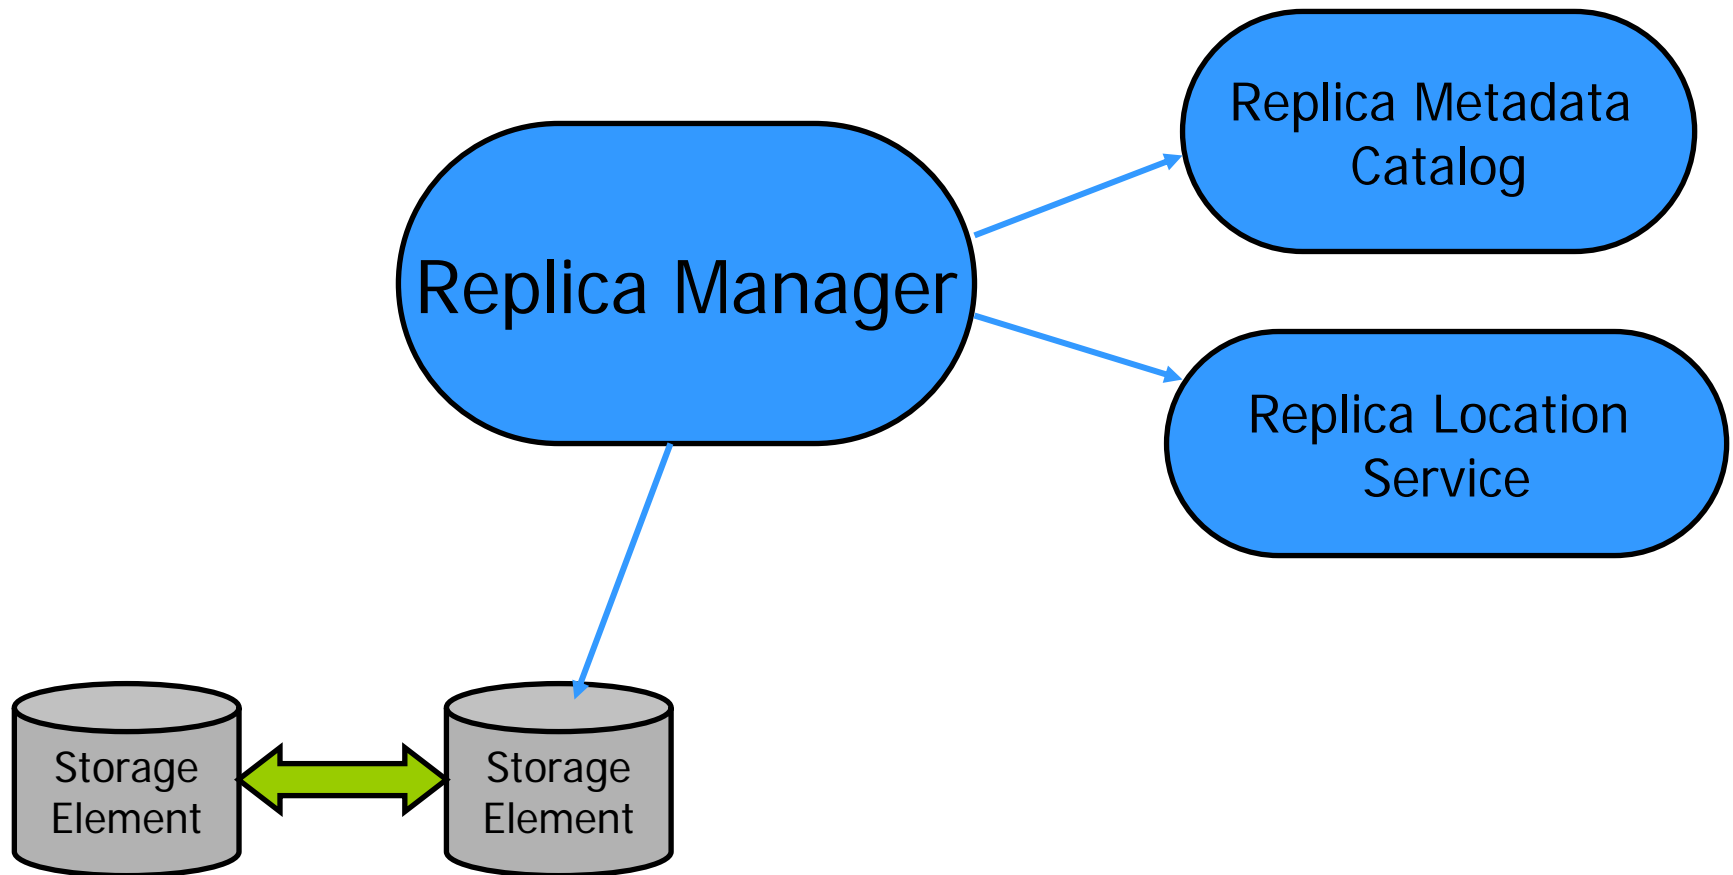 Replica Metadata
Catalog
Replica Manager
Replica Location
Service
Storage
Element
Storage
Element